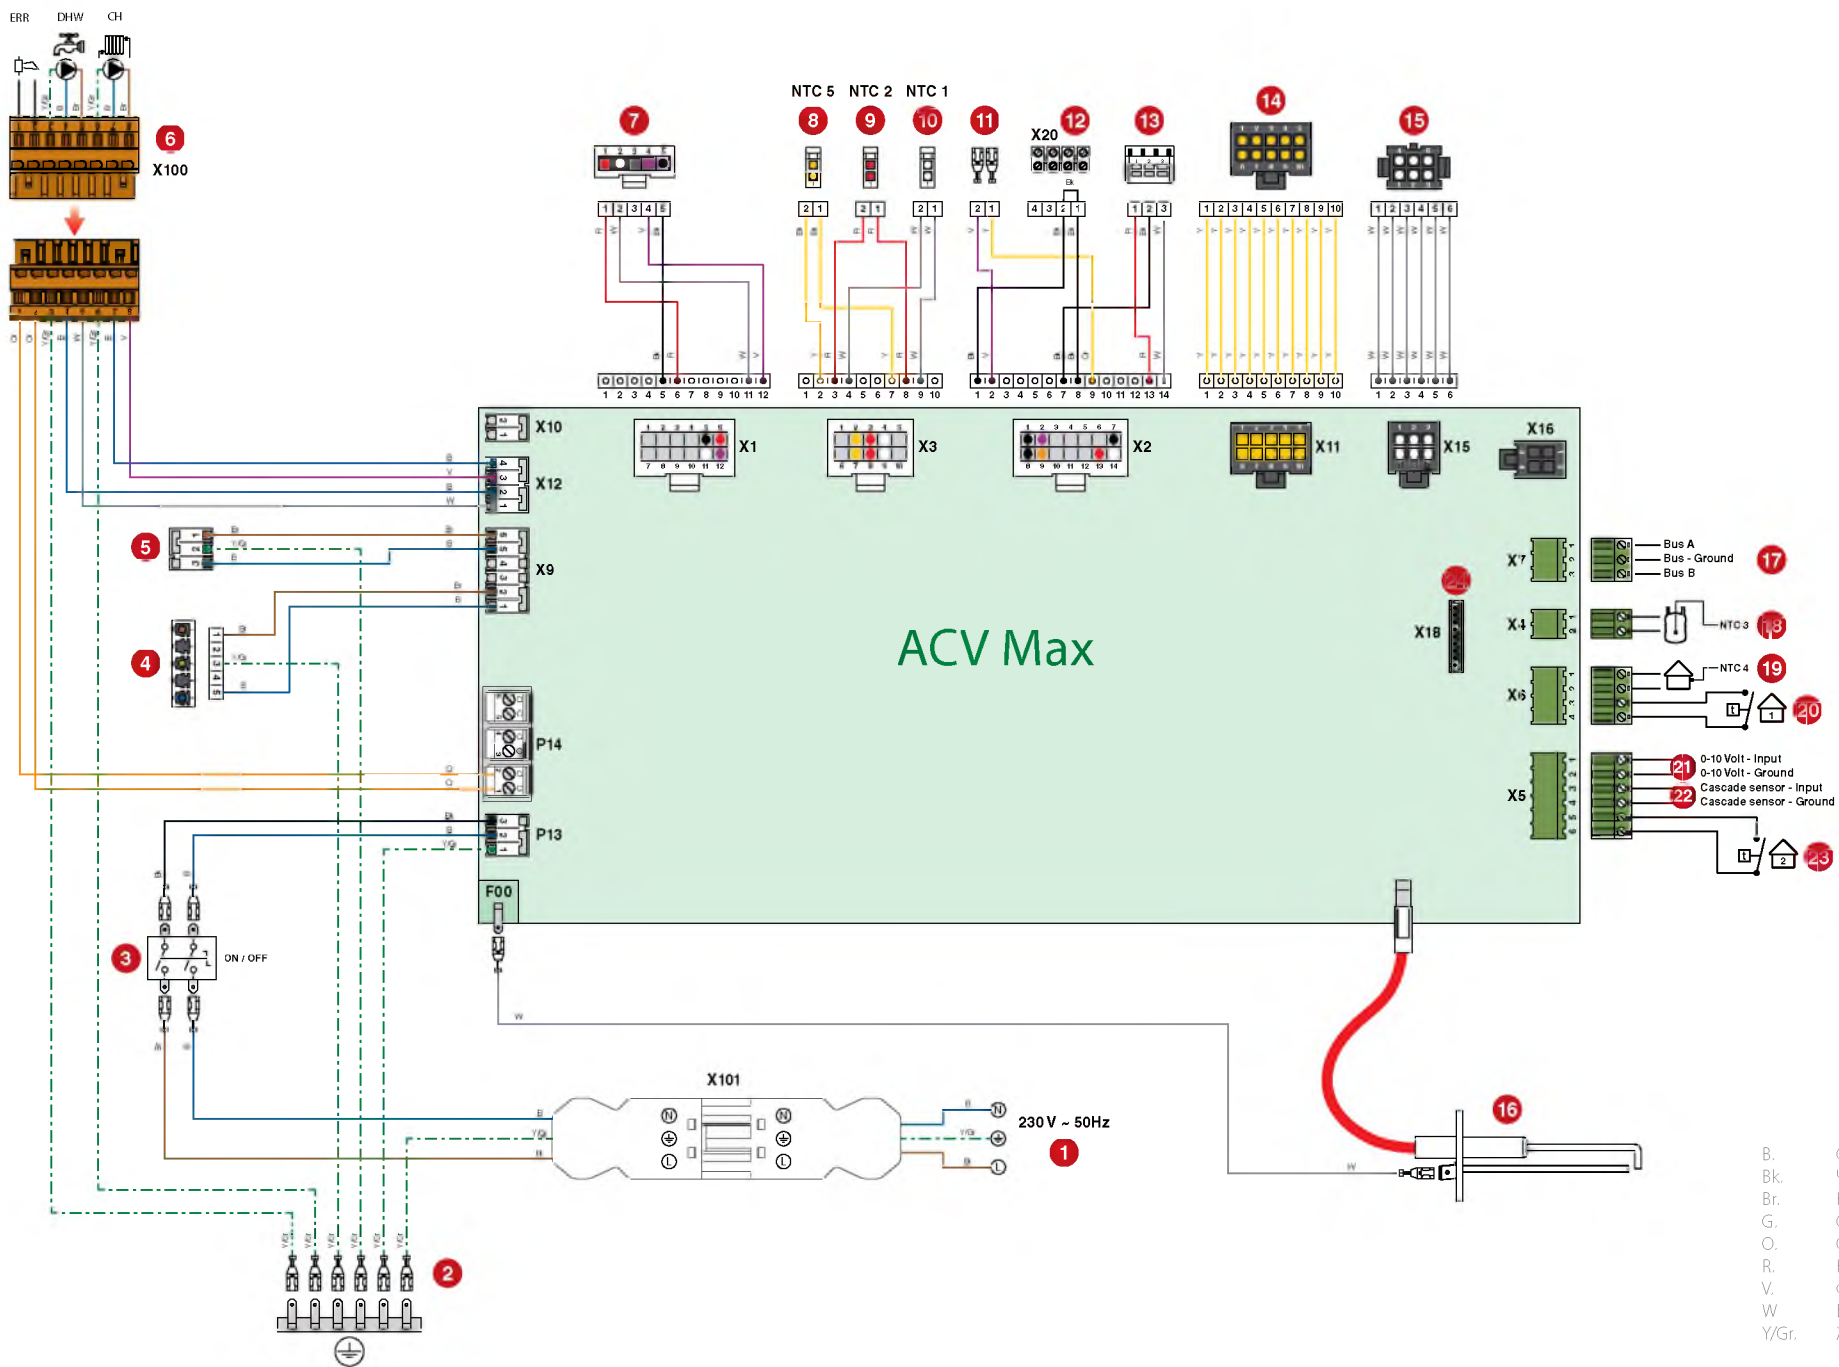 ERR DHW CH
6
X100
7
NTC 5 NTC 2 NTC 1
8 9 10 11 12 13 14 15
X20
1 2 3 4 5 6 7 8 9 10 11 12
1 2 3 4 5 6 7 8 9 10
1 2 3 4 5 6 7 8 9 10 11 12 13 14
1 2 3 4 5 6 7 8 9 10
1 2 3 4 5 6
X10 X1 X3 X2 X11 X15 X16
X12
5
X9
4
ACV Max
24
X18
X7
Bus A
Bus - Ground
Bus B
17
X4
NTC 3
18
X6
NTC 4
19
20
P14
X5
21
0-10 Volt - Input
0-10 Volt - Ground
22
Cascade sensor - Input
Cascade sensor - Ground
23
P13
F00
3
ON / OFF
W
X101
N N N
L L L
230 V ~ 50Hz
1
16
2
B.
Bk.
Br.
G.
O.
R.
V.
W
Y/Gr.